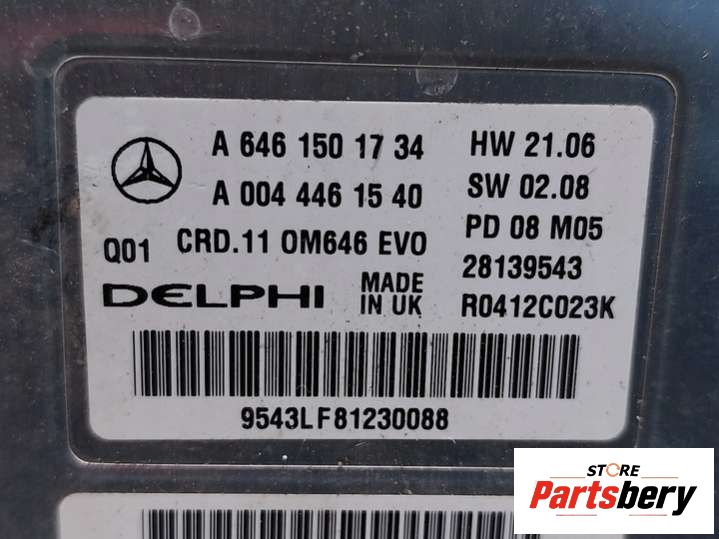 A 646 150 17 34
HW 21.06
A 004 446 15 40
SW 02.08
Q01
CRD.11 OM646 EVO
PD 08 M05
28139543
DELPHI
MADE IN UK
R0412C023K
9543LF81230088
STORE
Partsbery